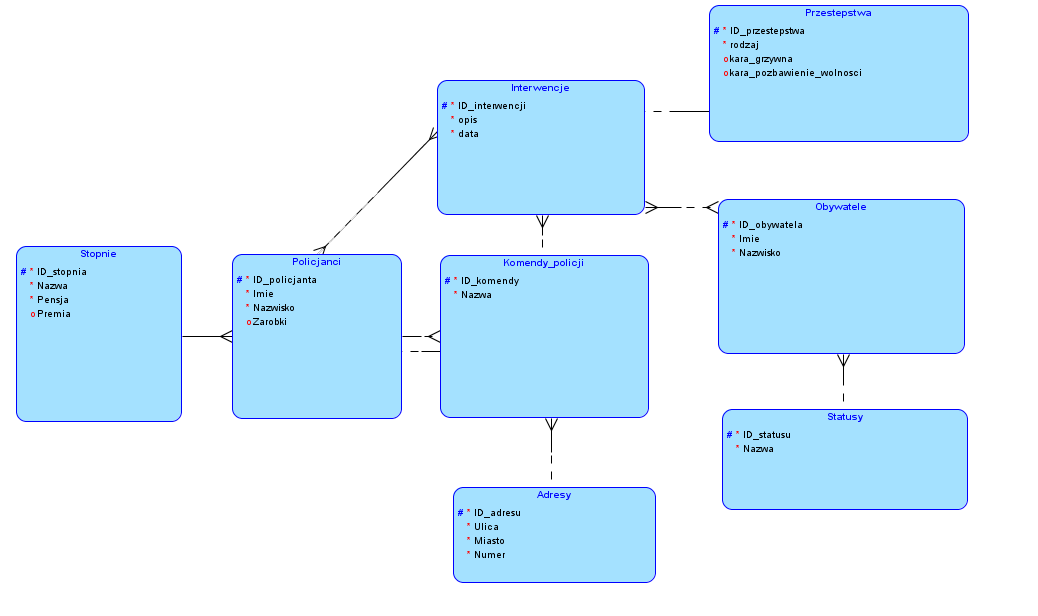 Przestepstwa
# * ID_przestepstwa
* rodzaj
o kara_grzywna
o kara_pozbawienie_wolnosci
Interwencje
# * ID_interwencji
* opis
* data
Obywatele
# * ID_obywatela
* Imie
* Nazwisko
Stopnie
# * ID_stopnia
* Nazwa
* Pensja
o Premia
Policjanci
# * ID_policjanta
* Imie
* Nazwisko
o Zarobki
Komendy_policji
# * ID_komendy
* Nazwa
Statusy
# * ID_statusu
* Nazwa
Adresy
# * ID_adresu
* Ulica
* Miasto
* Numer